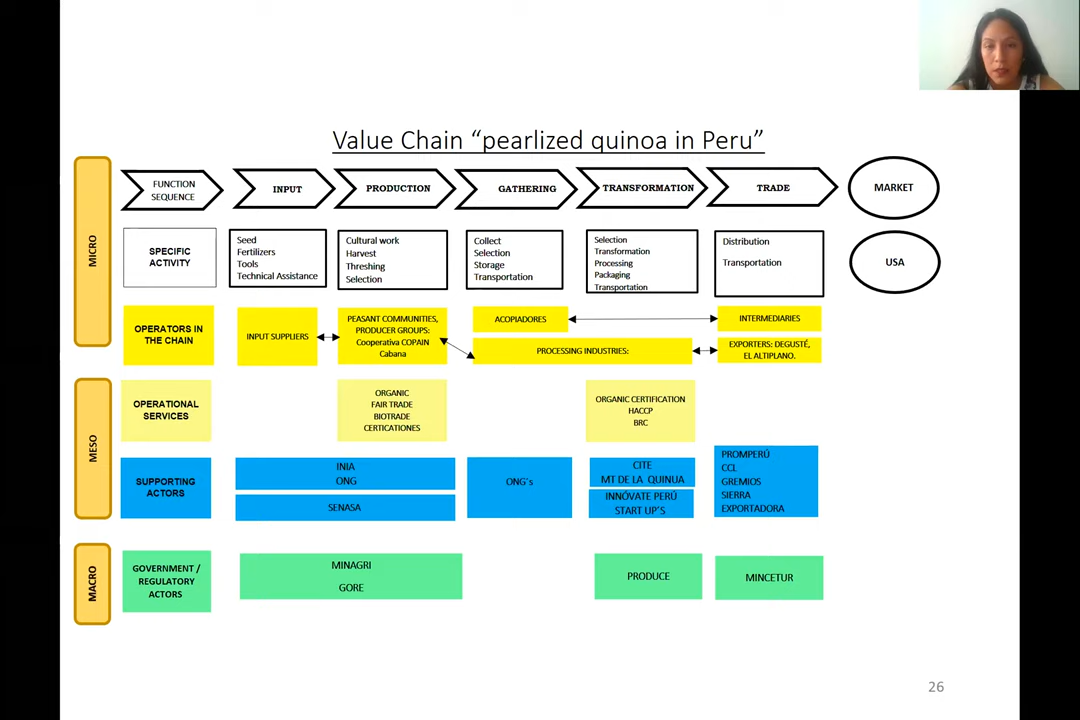 Value Chain “pearlized quinoa in Peru”
MICRO
FUNCTION
SEQUENCE
INPUT
PRODUCTION
GATHERING
TRANSFORMATION
TRADE
MARKET
SPECIFIC
ACTIVITY
Seed
Fertilizers
Tools
Technical Assistance
Cultural work
Harvest
Threshing
Selection
Collect
Selection
Storage
Transportation
Selection
Transformation
Processing
Packaging
Transportation
Distribution
Transportation
USA
OPERATORS IN
THE CHAIN
INPUT SUPPLIERS
PEASANT COMMUNITIES,
PRODUCER GROUPS:
Cooperativa COPAIN
Cabana
ACOPIADORES
INTERMEDIARIES
PROCESSING INDUSTRIES:
EXPORTERS: DEGUSTÉ,
EL ALTIPLANO.
MESO
OPERATIONAL
SERVICES
ORGANIC
FAIR TRADE
BIOTRADE
CERTICATIONES
ORGANIC CERTIFICATION
HACCP
BRC
SUPPORTING
ACTORS
INIA
ONG
SENASA
ONG´s
CITE
MT DE LA QUINUA
INNÓVATE PERÚ
START UP´S
PROMPERÚ
CCL
GREMIOS
SIERRA
EXPORTADORA
MACRO
GOVERNMENT /
REGULATORY
ACTORS
MINAGRI
GORE
PRODUCE
MINCETUR
26